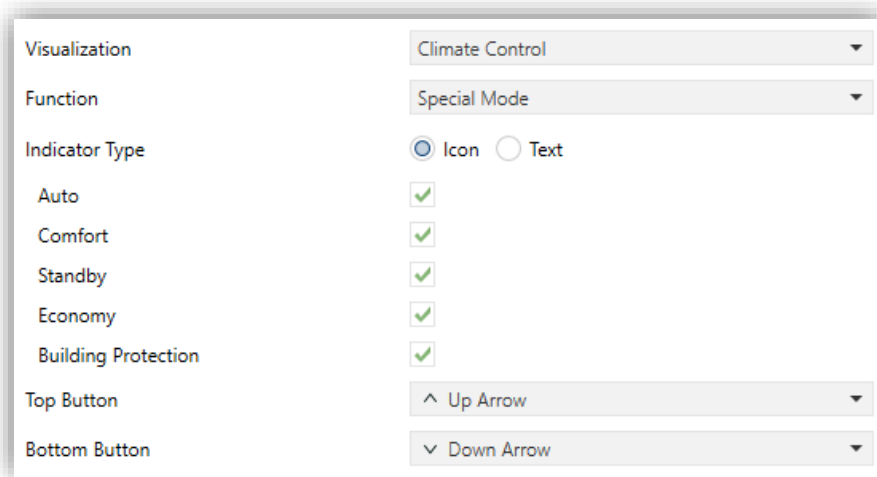 Visualization Climate Control
Function Special Mode
Indicator Type Icon Text
Auto
Comfort
Standby
Economy
Building Protection
Top Button Up Arrow
Bottom Button Down Arrow